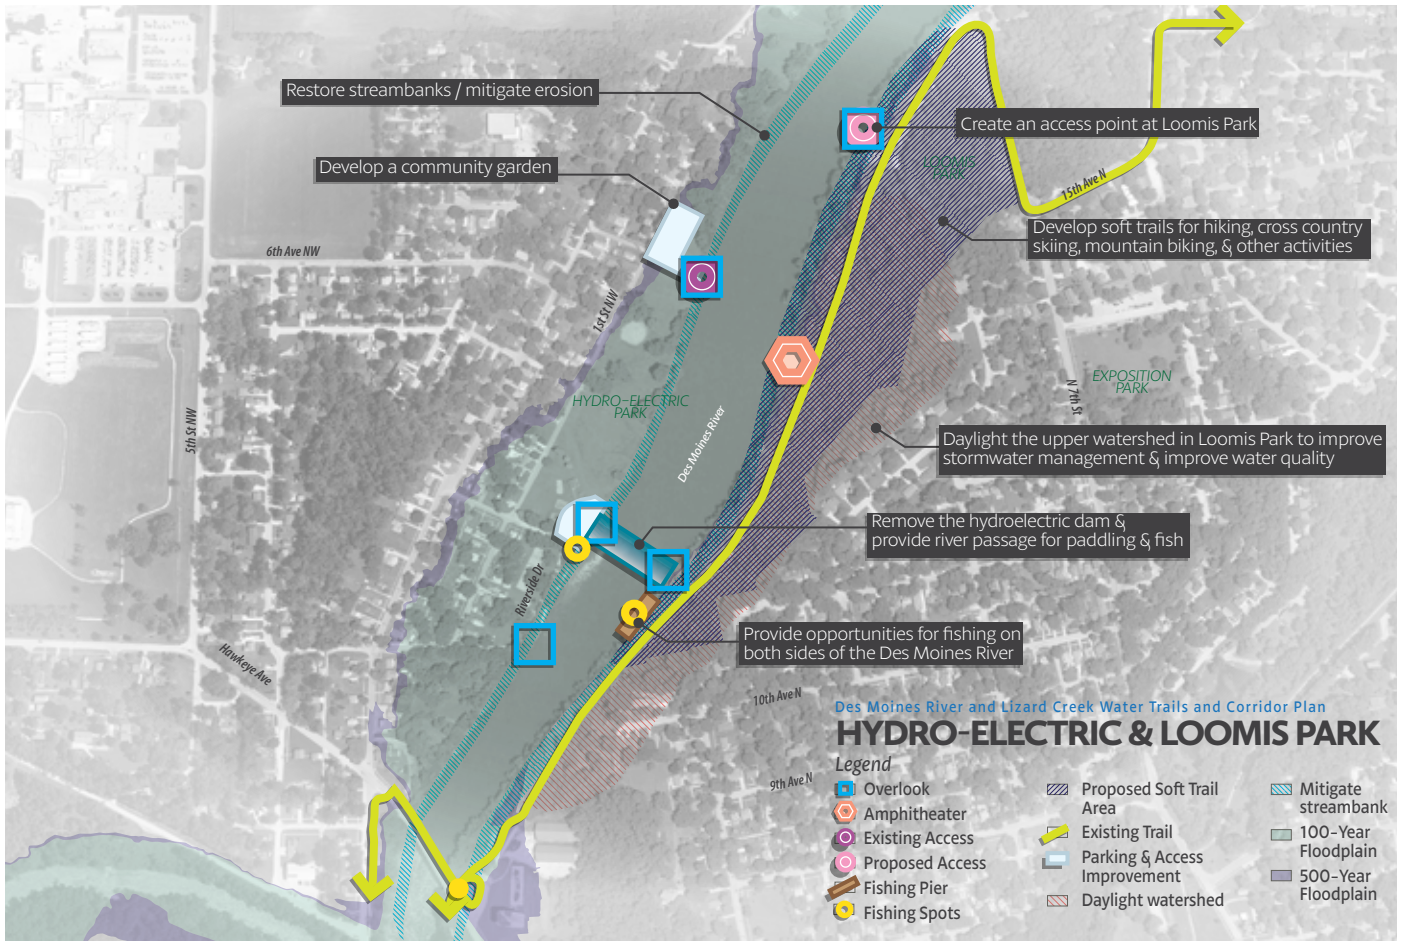 Restore streambanks / mitigate erosion
Develop a community garden
Create an access point at Loomis Park
LOOMIS
PARK
15th Ave N
Develop soft trails for hiking, cross country
skiing, mountain biking, & other activities
6th Ave NW
1st St NW
HYDRO-ELECTRIC
PARK
Des Moines River
EXPOSITION
PARK
N 7th St
5th St NW
Daylight the upper watershed in Loomis Park to improve
stormwater management & improve water quality
Remove the hydroelectric dam &
provide river passage for paddling & fish
Riverside Dr
Provide opportunities for fishing on
both sides of the Des Moines River
Hawkeye Ave
10th Ave N
9th Ave N
Des Moines River and Lizard Creek Water Trails and Corridor Plan
HYDRO-ELECTRIC & LOOMIS PARK
Legend
Overlook
Amphitheater
Existing Access
Proposed Access
Fishing Pier
Fishing Spots
Proposed Soft Trail
Area
Existing Trail
Parking & Access
Improvement
Daylight watershed
Mitigate
streambank
100-Year
Floodplain
500-Year
Floodplain